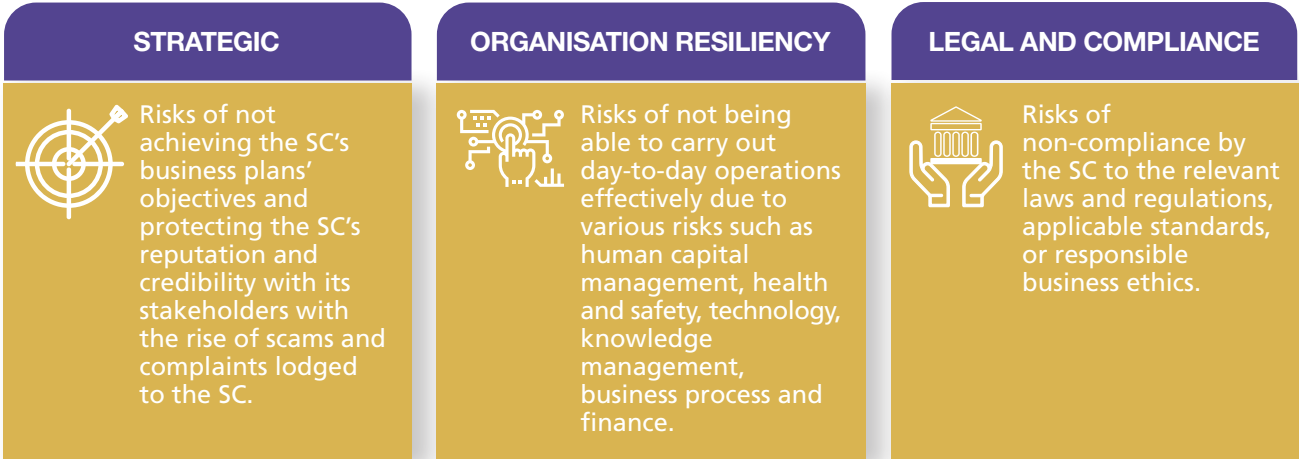 STRATEGIC
Risks of not
achieving the SC's
business plans'
objectives and
protecting the SC's
reputation and
credibility with its
stakeholders with
the rise of scams and
complaints lodged
to the SC.
ORGANISATION RESILIENCY
Risks of not being
able to carry out
day-to-day operations
effectively due to
various risks such as
human capital
management, health
and safety, technology,
knowledge
management,
business process and
finance.
LEGAL AND COMPLIANCE
Risks of
non-compliance by
the SC to the relevant
laws and regulations,
applicable standards,
or responsible
business ethics.